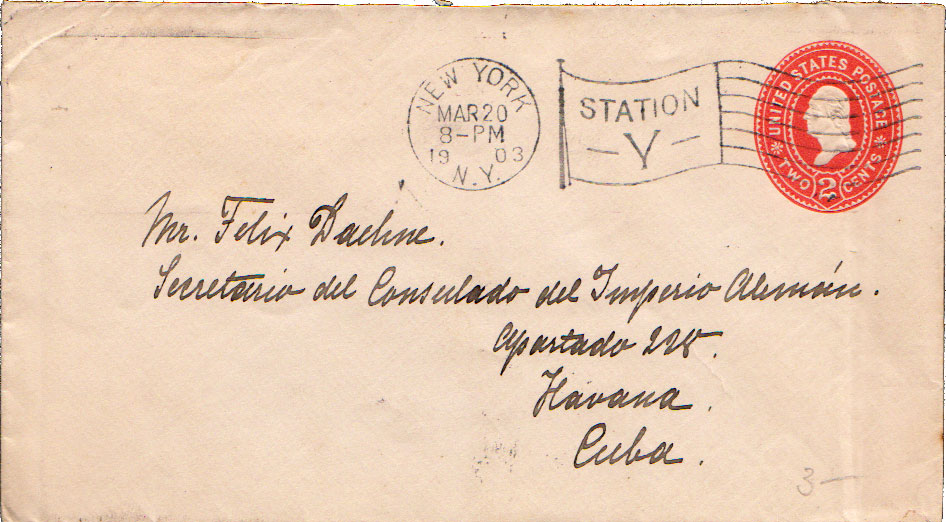 NEW YORK
MAR 20
8-PM
19 03
N.Y.
STATION
Y
UNITED STATES POSTAGE
TWO 2 CENTS
Mr. Felix Daehne.
Secretario del Consulado del Imperio Alemán.
Apartado 225.
Havana.
Cuba.
3—